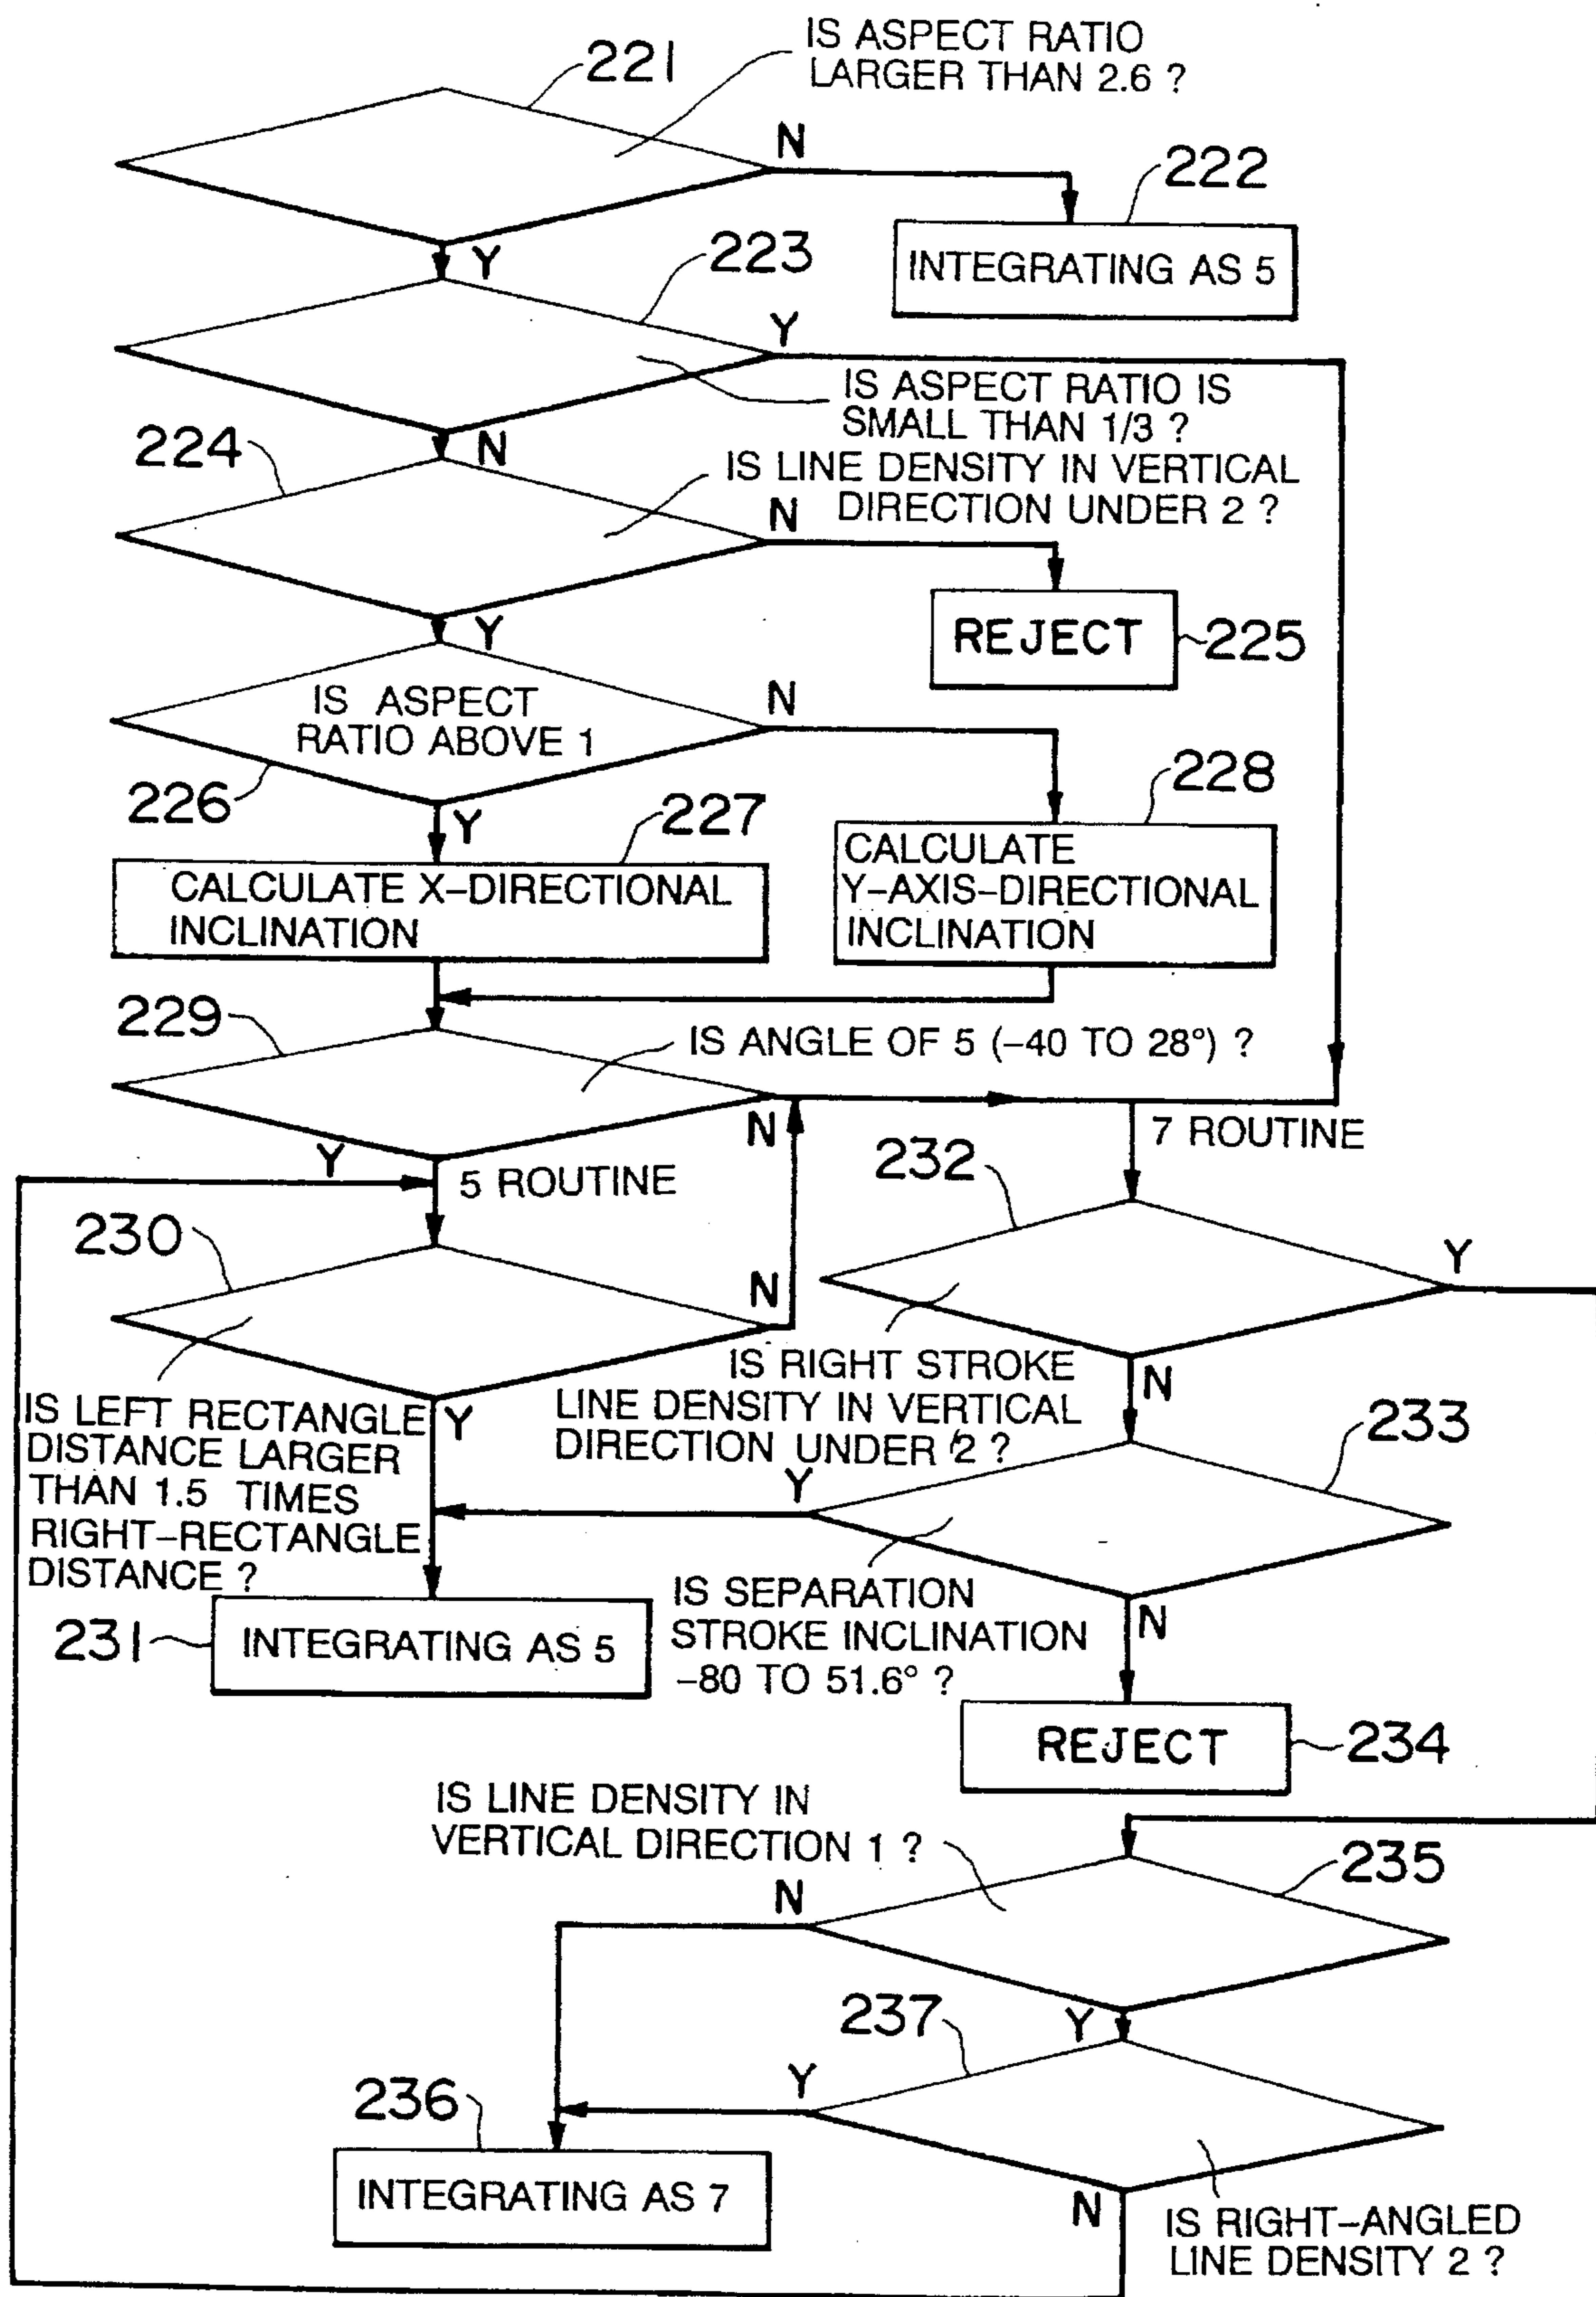 IS ASPECT RATIO
LARGER THAN 2.6 ?
221
N
222
INTEGRATING AS 5
Y
223
Y
IS ASPECT RATIO IS
SMALL THAN 1/3 ?
N
224
IS LINE DENSITY IN VERTICAL
DIRECTION UNDER 2 ?
N
REJECT
225
Y
IS ASPECT
RATIO ABOVE 1
N
226
Y
227
228
CALCULATE X-DIRECTIONAL
INCLINATION
CALCULATE
Y-AXIS-DIRECTIONAL
INCLINATION
229
IS ANGLE OF 5 (-40 TO 28°) ?
N
7 ROUTINE
Y
5 ROUTINE
232
230
N
Y
IS RIGHT STROKE
LINE DENSITY IN VERTICAL
DIRECTION UNDER 2 ?
N
IS LEFT RECTANGLE
DISTANCE LARGER
THAN 1.5 TIMES
RIGHT-RECTANGLE
DISTANCE ?
Y
233
Y
IS SEPARATION
STROKE INCLINATION
-80 TO 51.6° ?
N
231
INTEGRATING AS 5
REJECT
234
IS LINE DENSITY IN
VERTICAL DIRECTION 1 ?
235
N
Y
237
Y
236
INTEGRATING AS 7
N
IS RIGHT-ANGLED
LINE DENSITY 2 ?